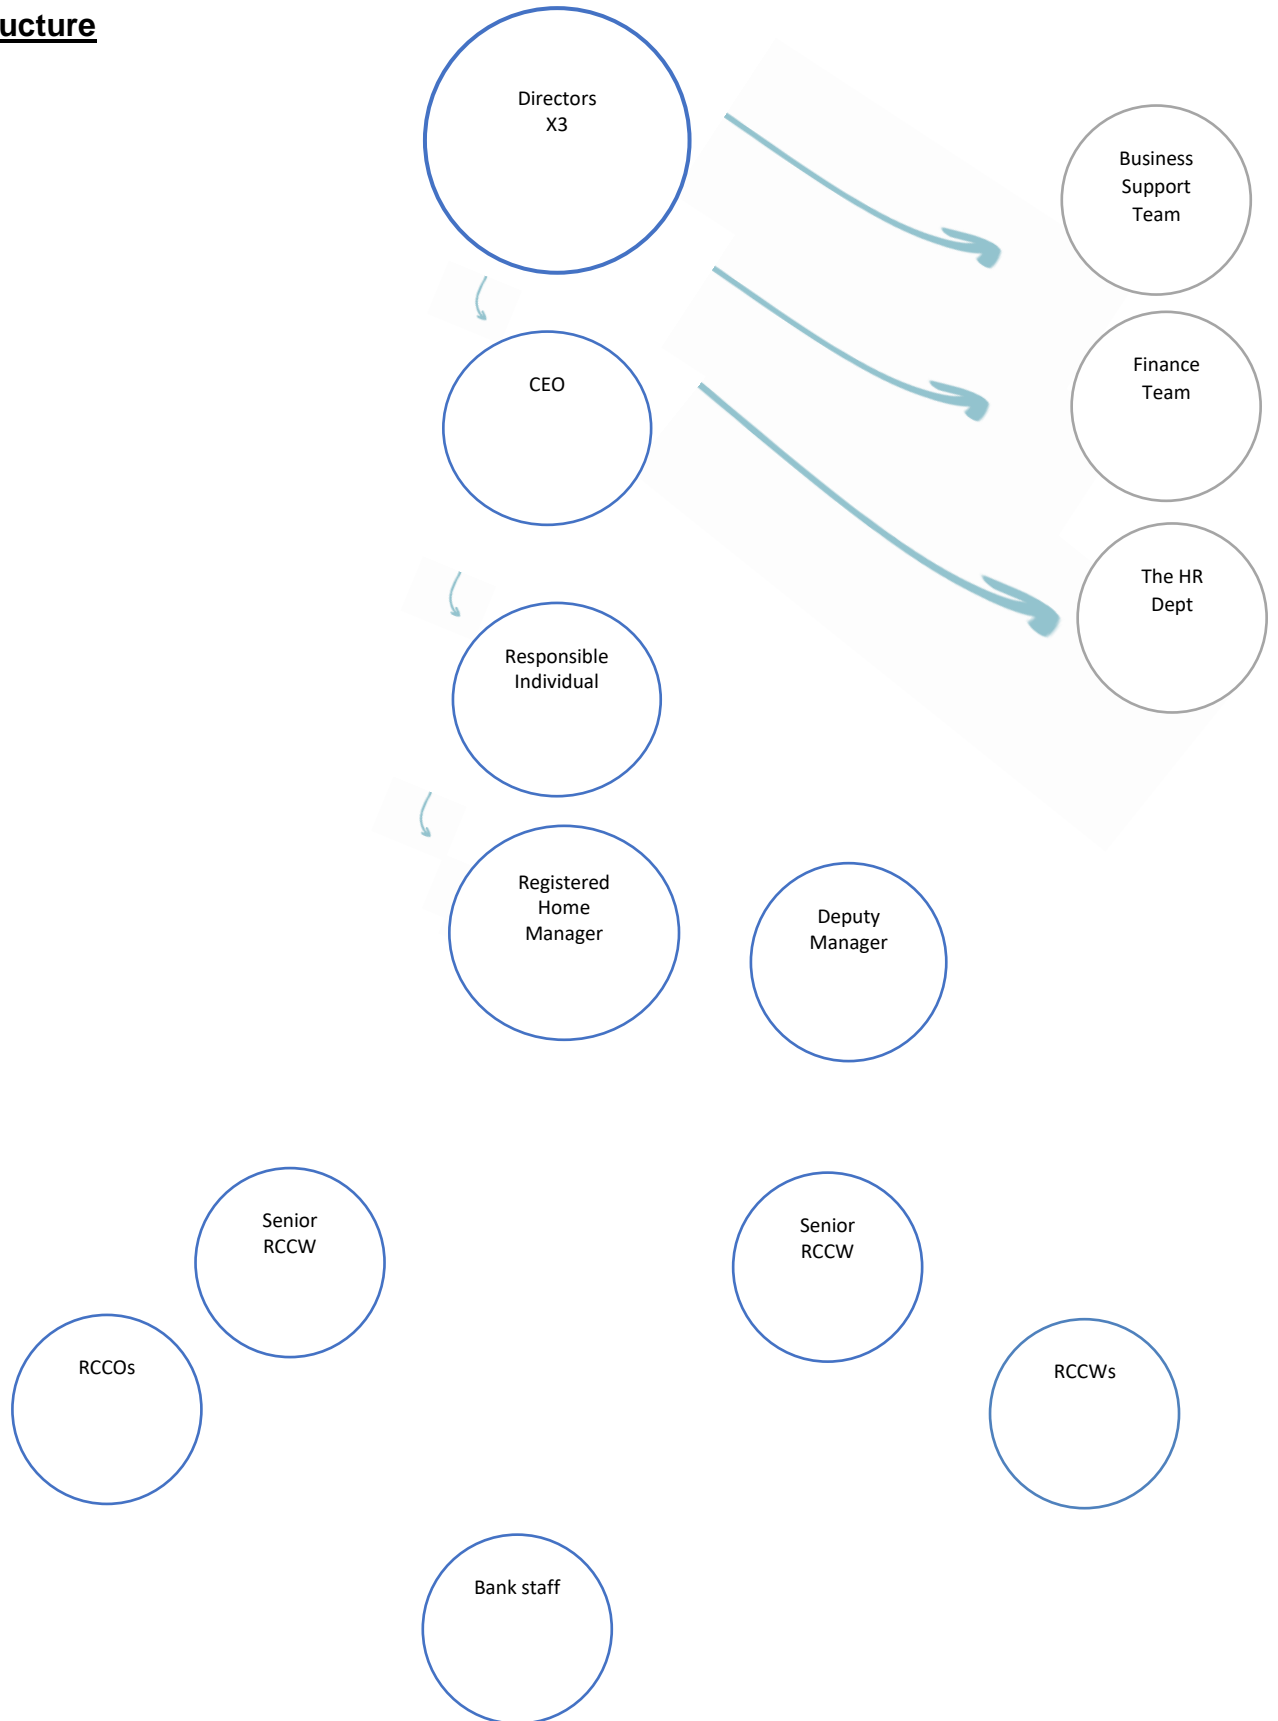 ucture
Directors
X3
Business
Support
Team
CEO
Finance
Team
The HR
Dept
Responsible
Individual
Registered
Home
Manager
Deputy
Manager
Senior
RCCW
Senior
RCCW
RCCOs
RCCWs
Bank staff